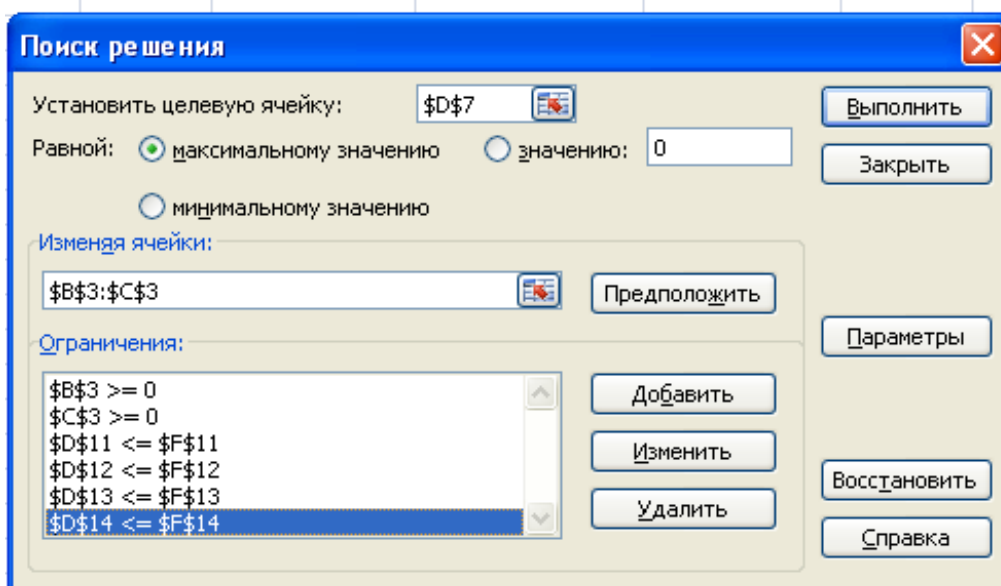 Поиск решения
Установить целевую ячейку: $D$7 Выполнить
Равной: максимальному значению значению: 0 Закрыть
минимальному значению
Изменяя ячейки:
$B$3:$C$3 Предположить
Ограничения: Параметры
$B$3 >= 0 Добавить
$C$3 >= 0
$D$11 <= $F$11 Изменить
$D$12 <= $F$12
$D$13 <= $F$13 Удалить Восстановить
$D$14 <= $F$14
Справка